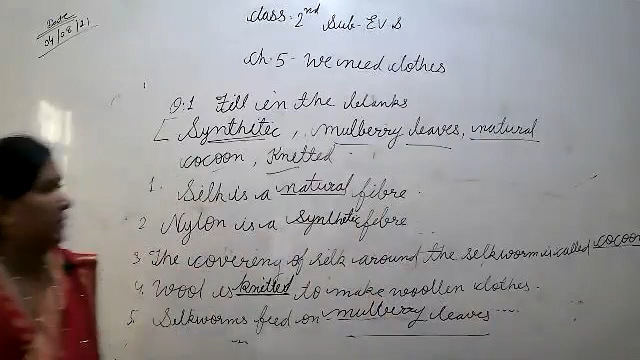 Date
04/08/21
Class: 2nd Sub- E.V.S
Ch. 5 - We need clothes
Q.1 Fill in the blanks
[ Synthetic, mulberry leaves, natural
cocoon, Knitted
1. Silk is a natural fibre.
2 Nylon is a Synthetic fibre
3. The covering of silk around the silkworm is called cocoon
4. Wool is knitted to make woollen clothes.
5. Silkworms feed on mulberry leaves